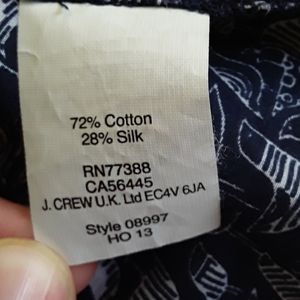 72% Cotton
28% Silk
RN77388
CA56445
J. CREW U.K. Ltd EC4V 6JA
Style 08997
HO 13